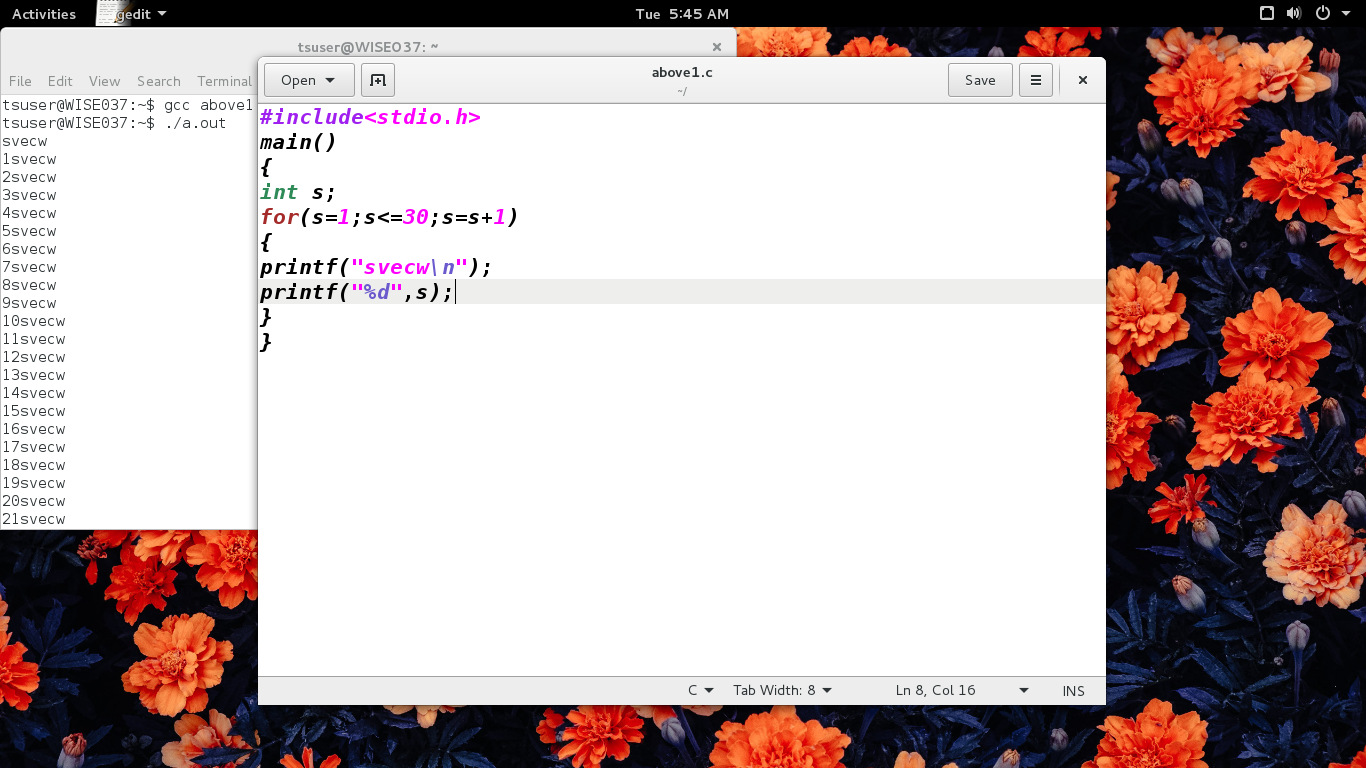 Activities gedit Tue 5:45 AM
tsuser@WISE037: ~
File Edit View Search Terminal
tsuser@WISE037:~$ gcc above1
tsuser@WISE037:~$ ./a.out
svecw
1svecw
2svecw
3svecw
4svecw
5svecw
6svecw
7svecw
8svecw
9svecw
10svecw
11svecw
12svecw
13svecw
14svecw
15svecw
16svecw
17svecw
18svecw
19svecw
20svecw
21svecw
Open above1.c Save
~/
#include<stdio.h>
main()
{
int s;
for(s=1;s<=30;s=s+1)
{
printf("svecw\n");
printf("%d",s);
}
}
C Tab Width: 8 Ln 8, Col 16 INS